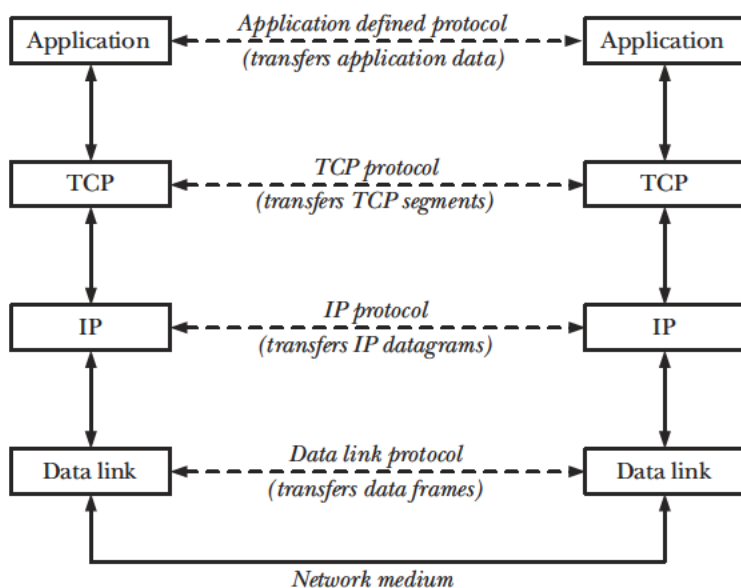 Application
Application defined protocol
(transfers application data)
Application
TCP
TCP protocol
(transfers TCP segments)
TCP
IP
IP protocol
(transfers IP datagrams)
IP
Data link
Data link protocol
(transfers data frames)
Data link
Network medium